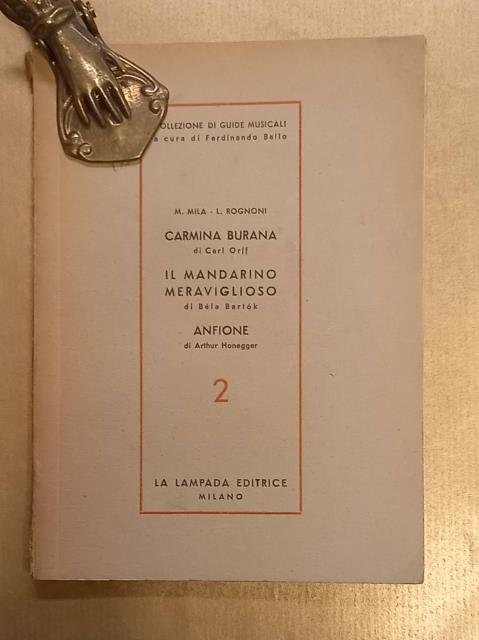 OLLEZIONE DI GUIDE MUSICALI
a cura di Ferdinando Ballo
M. MILA - L. ROGNONI
CARMINA BURANA
di Carl Orff
IL MANDARINO
MERAVIGLIOSO
di Béla Bartók
ANFIONE
di Arthur Honegger
2
LA LAMPADA EDITRICE
MILANO